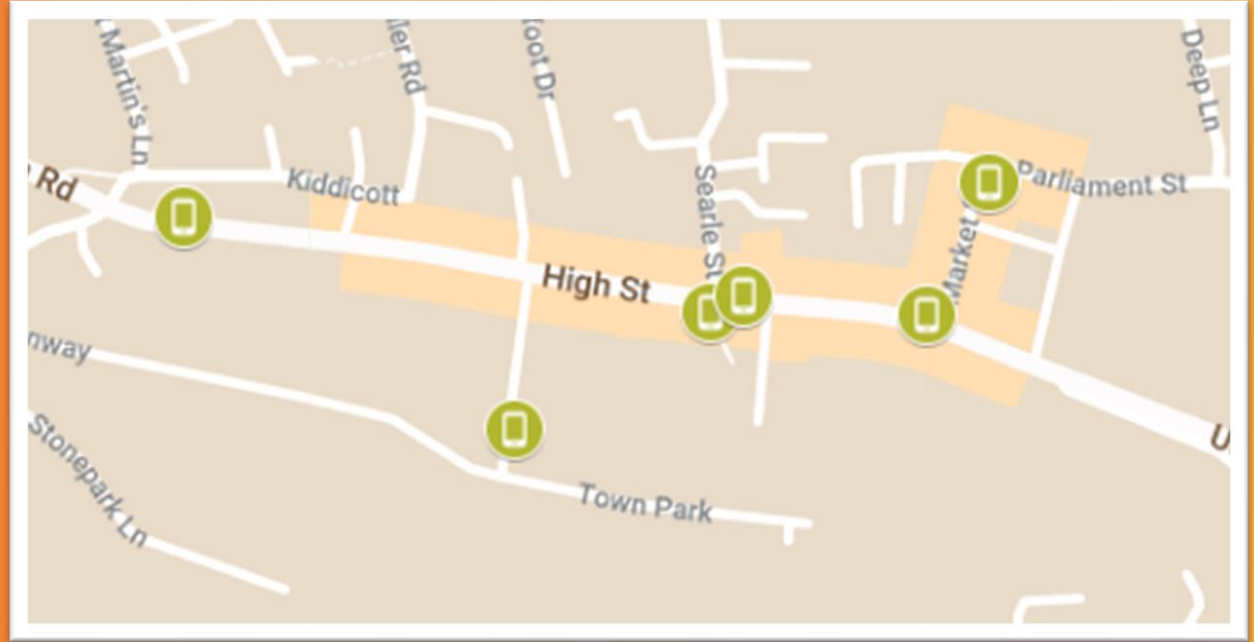 Martin's Ln
ler Rd
foot Dr
Deep Ln
Rd
Kiddicott
Searle St
Parliament St
Market
High St
nway
Stonepark Ln
Town Park
U